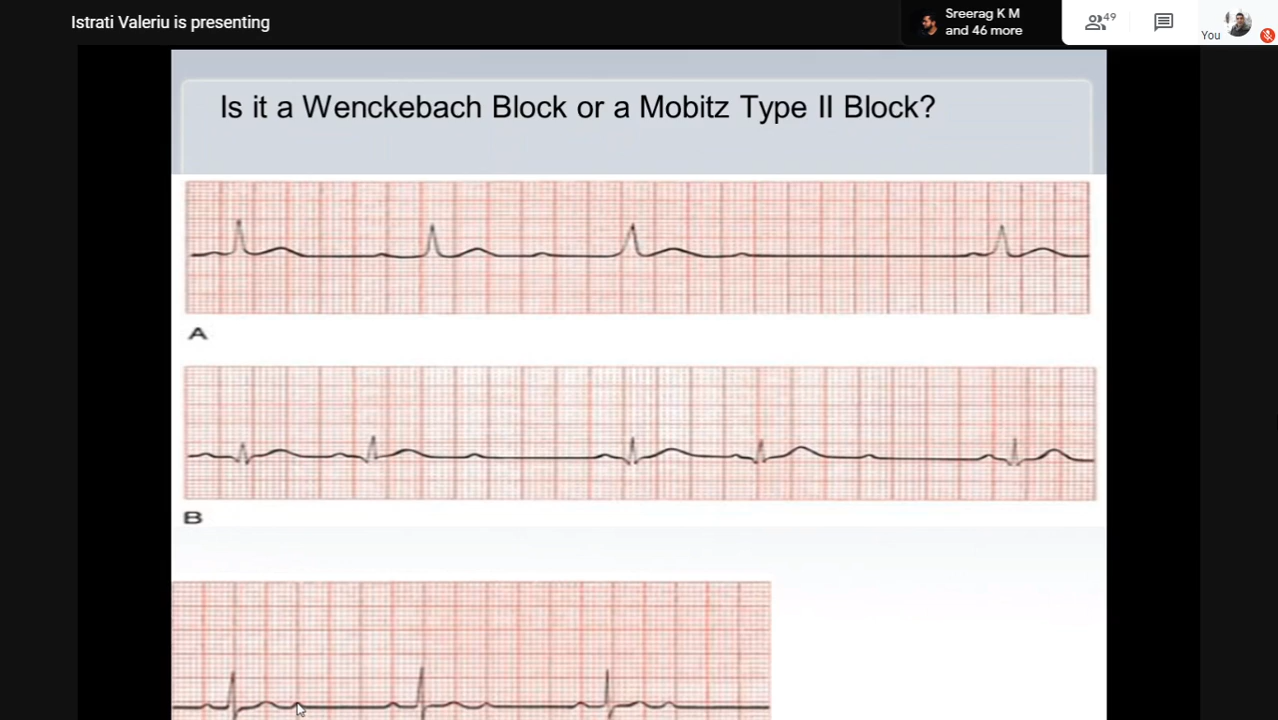 Istrati Valeriu is presenting
Sreerag K M
and 46 more
49
You
Is it a Wenckebach Block or a Mobitz Type II Block?
A
B